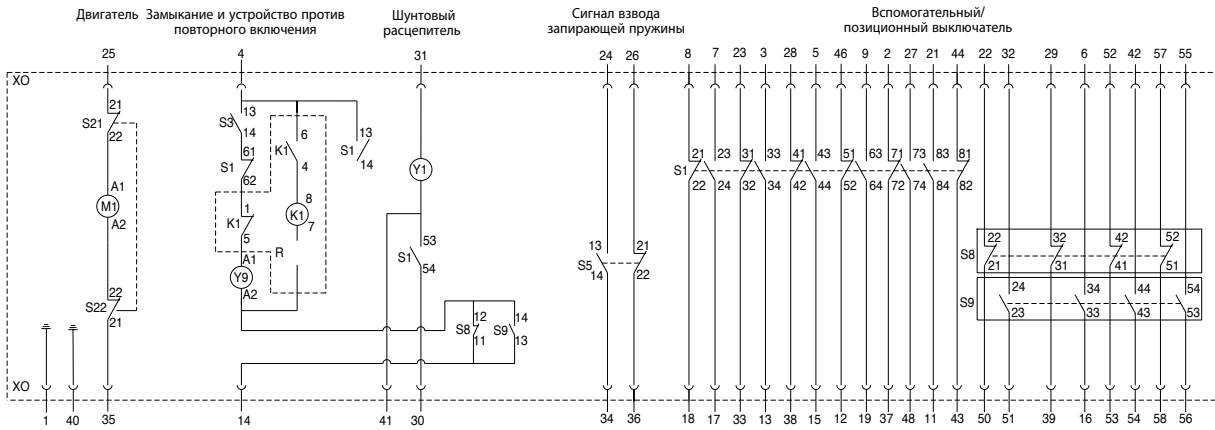 Двигатель Замыкание и устройство против Шунтовый Сигнал взвода Вспомогательный/
повторного включения расцепитель запирающей пружины позиционный выключатель
25 4 31 24 26 8 7 23 3 28 5 46 9 2 27 21 44 22 32 29 6 52 42 57 55
XO
21
S21
22
A1
M1
A2
22
S22
21
13
S3
14
61
S1
62
1
K1
5
A1
Y9
A2
6
K1
4
8
K1
7
R
13
S1
14
Y1
53
S1
54
12
S8
11
14
S9
13
13
S5
14
21
22
S1
21 23 31 33 41 43 51 63 71 73 83 81
22 24 32 34 42 44 52 64 72 74 84 82
S8
22 32 42 52
21 31 41 51
S9
24 34 44 54
23 33 43 53
XO
1 40 35 14 41 30 34 36 18 17 33 13 38 15 12 19 37 48 11 43 50 51 39 16 53 54 58 56